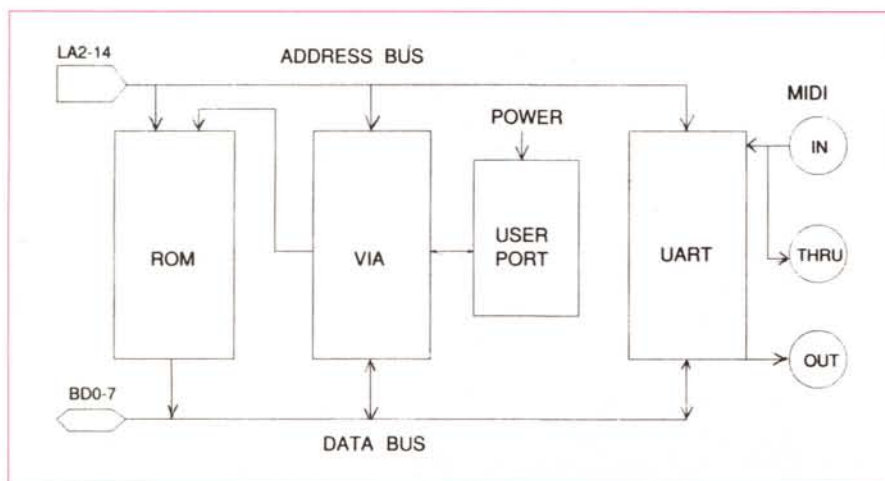 LA2-14
ADDRESS BUS
MIDI
POWER
IN
ROM
VIA
USER
PORT
UART
THRU
OUT
BD0-7
DATA BUS